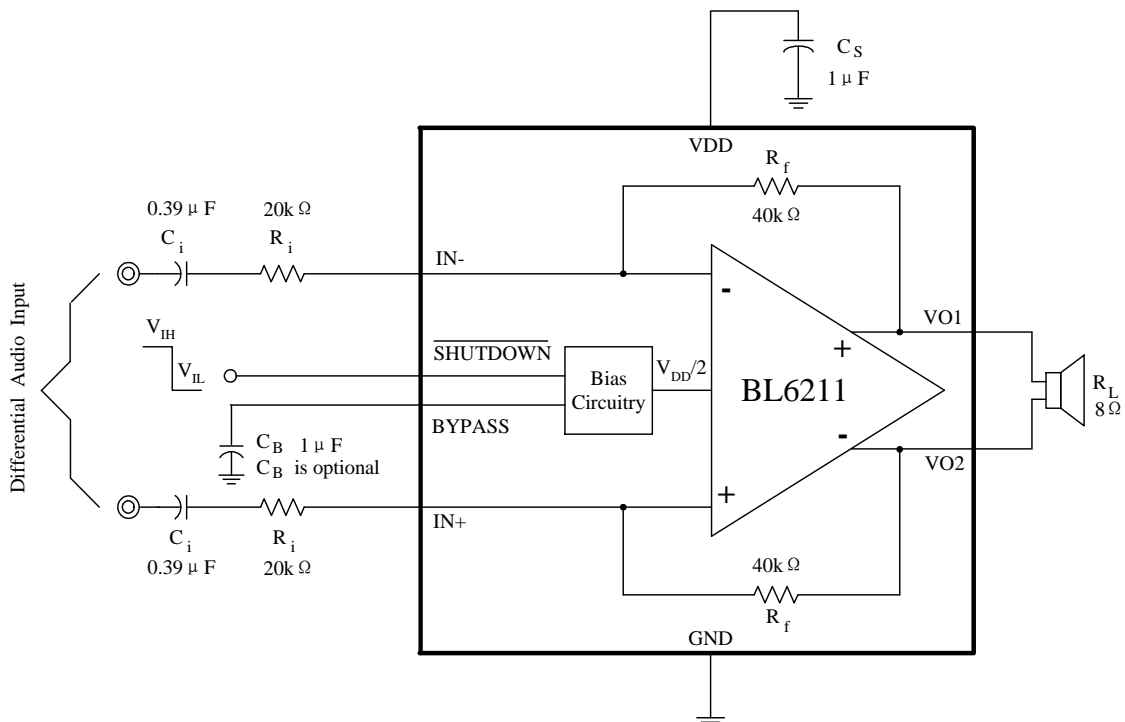 C S
1 μ F
VDD
R f
40k Ω
0.39 μ F
C i
20k Ω
R i
IN-
-
Differential Audio Input
V IH
V IL
SHUTDOWN
Bias
Circuitry
V DD/2
BYPASS
C B 1 μ F
C B is optional
BL6211
+
-
VO1
VO2
R L
8 Ω
IN+
+
C i
0.39 μ F
R i
20k Ω
40k Ω
R f
GND